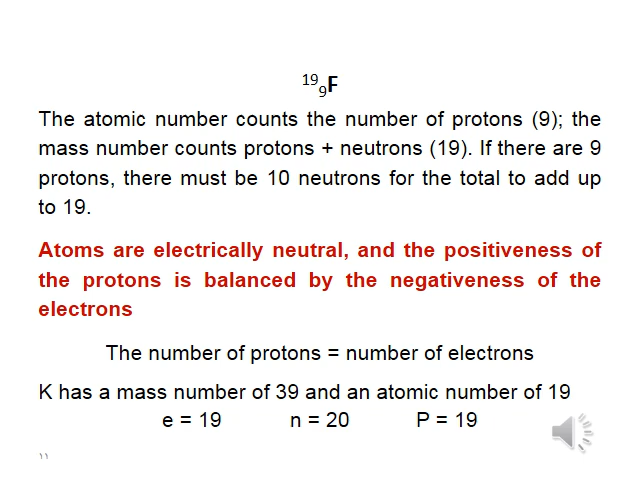 ¹⁹₉F
The atomic number counts the number of protons (9); the
mass number counts protons + neutrons (19). If there are 9
protons, there must be 10 neutrons for the total to add up
to 19.
Atoms are electrically neutral, and the positiveness of
the protons is balanced by the negativeness of the
electrons
The number of protons = number of electrons
K has a mass number of 39 and an atomic number of 19
e = 19 n = 20 P = 19
١١